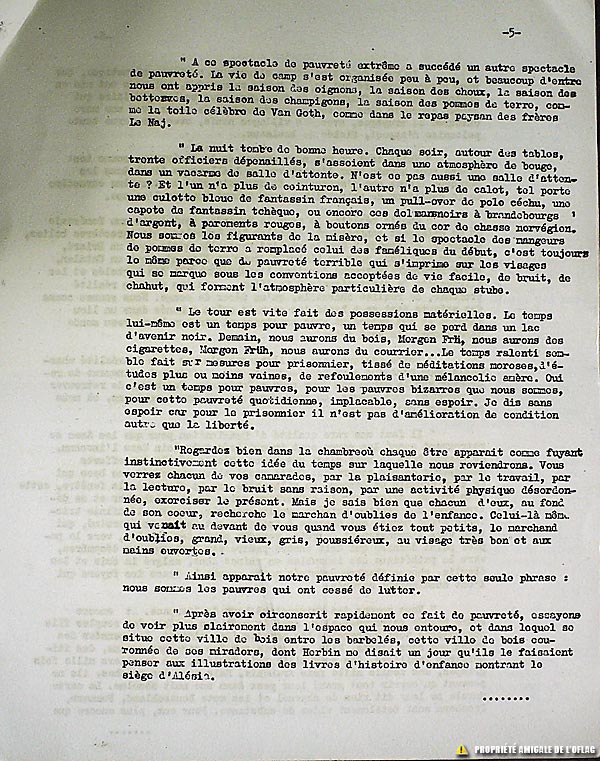 -5-
" A ce spectacle de pauvreté extrême a succédé un autre spectacle
de pauvreté. La vie de camp s'est organisée peu à peu, et beaucoup d'entre
nous ont appris la saison des oignons, la saison des choux, la saison des
bettermes, la saison des champigons, la saison des pommes de terre, com-
me la toile célèbre de Van Goth, comme dans le repas paysan des frères
Le Naj.
" La nuit tombe de bonne heure. Chaque soir, autour des tables,
trente officiers dépenaillés, s'assoient dans une atmosphère de bouge,
dans un vacarme de salle d'attente. N'est ce pas aussi une salle d'atten-
te ? Et l'un n'a plus de ceinturon, l'autre n'a plus de calot, tel porte
une culotte bleue de fantassin français, un pull-over de polo céchu, une
capote de fantassin tchèque, ou encore ces dolmans noirs à brandebourgs '
d'argent, à parements rouges, à boutons ornés du cor de chasse norvégien.
Nous sommes les figurants de la misère, et si le spectacle des mangeurs
de pommes de terre a remplacé celui des faméliques du début, c'est toujours
le même parce que de pauvreté terrible qui s'imprime sur les visages
qui se marque sous les conventions acceptées de vie facile, de bruit, de
chahut, qui forment l'atmosphère particulière de chaque stube.
" Le tour est vite fait des possessions matérielles. Le temps
lui-même est un temps pour pauvre, un temps qui se perd dans un lac
d'avenir noir. Demain, nous aurons du bois, Morgen Früh, nous aurons des
cigarettes, Morgen Früh, nous aurons du courrier...Le temps ralenti sem-
ble fait sur mesures pour prisonnier, tissé de méditations moroses,d'é-
tudes plus ou moins vaines, de refoulements d'une mélancolie amère. Oui
c'est un temps pour pauvres, pour les pauvres bizarres que nous sommes,
pour cette pauvreté quotidienne, implacable, sans espoir. Je dis sans
espoir car pour le prisonnier il n'est pas d'amélioration de condition
autre que la liberté.
"Regardez bien dans la chambreoù chaque être apparait comme fuyant
instinctivement cette idée du temps sur laquelle nous reviendrons. Vous
verrez chacun de vos camarades, par la plaisanterie, par le travail, par
la lecture, par le bruit sans raison, par une activité physique désordon-
née, exorciser le présent. Mais je sais bien que chacun d'eux, au fond
de son coeur, recherche le marchan d'oublies de l'enfance. Celui-là même
qui venait au devant de vous quand vous étiez tout petits, le marchand
d'oublies, grand, vieux, gris, poussiéreux, au visage très bon et aux
mains ouvertes..
" Ainsi apparait notre pauvreté définie par cette seule phrase :
nous sommes les pauvres qui ont cessé de lutter.
" Après avoir circonscrit rapidement ce fait de pauvreté, essayons
de voir plus clairement dans l'espace qui nous entoure, et dans lequel se
situe cette ville de bois entre les barbelés, cette ville de bois cou-
ronnée de ses miradors, dont Herbin me disait un jour qu'ils le faisaient
penser aux illustrations des livres d'histoire d'enfance montrant le
siège d'Alésia.
........
PROPRIÉTÉ AMIGALE DE L'OFLAG